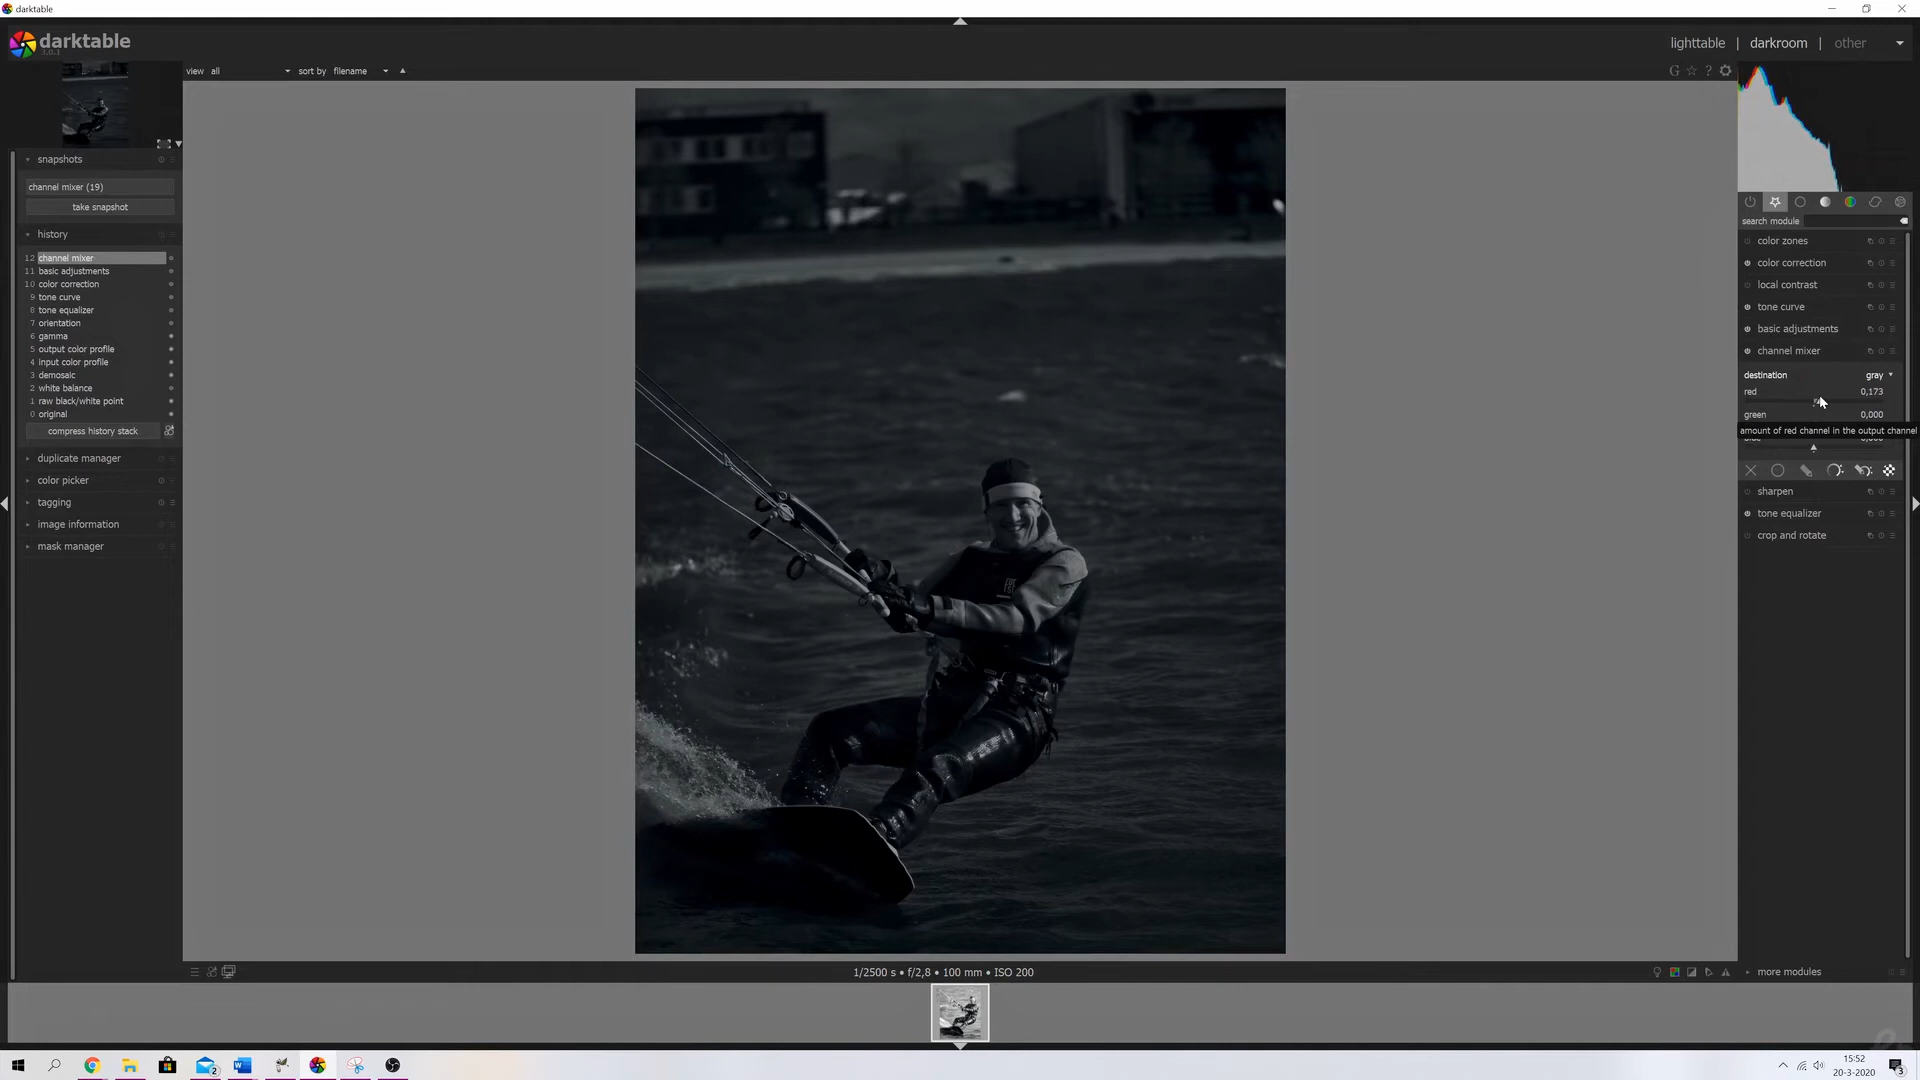 darktable
darktable
3.0.1
lighttable | darkroom | other
view all sort by filename
G ☆ ?
snapshots
channel mixer (19)
take snapshot
history
12 channel mixer
11 basic adjustments
10 color correction
9 tone curve
8 tone equalizer
7 orientation
6 gamma
5 output color profile
4 input color profile
3 demosaic
2 white balance
1 raw black/white point
0 original
compress history stack
duplicate manager
color picker
tagging
image information
mask manager
search module
color zones
color correction
local contrast
tone curve
basic adjustments
channel mixer
destination gray
red 0,173
green 0,000
amount of red channel in the output channel
sharpen
tone equalizer
crop and rotate
1/2500 s • f/2,8 • 100 mm • ISO 200
more modules
2
15:52
20-3-2020
3